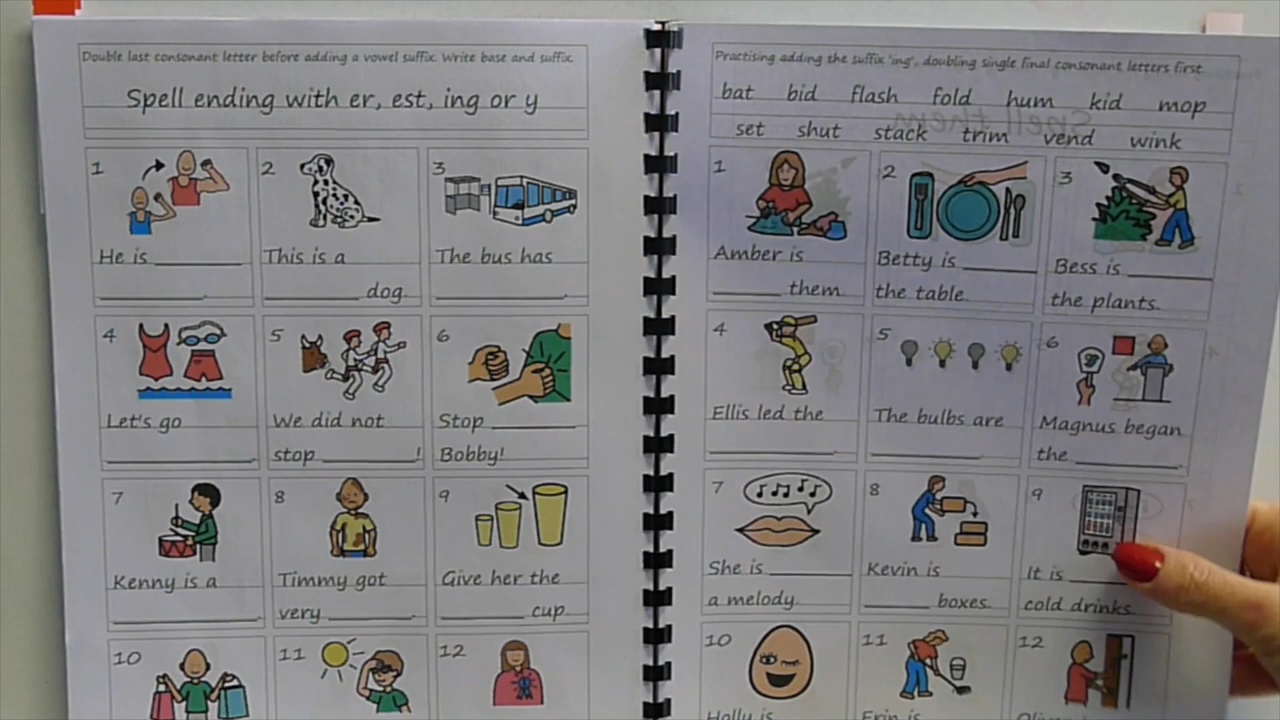 Double last consonant letter before adding a vowel suffix. Write base and suffix.
Spell ending with er, est, ing or y
1
He is
2
This is a
dog.
3
The bus has
.
4
Let's go
.
5
We did not
stop !
6
Stop
Bobby!
7
Kenny is a
.
8
Timmy got
very .
9
Give her the
cup.
10
11
12
Practising adding the suffix 'ing', doubling single final consonant letters first.
bat bid flash fold hum kid mop
set shut stack trim vend wink
Spell them
1
Amber is
them.
2
Betty is
the table.
3
Bess is
the plants.
4
Ellis led the
.
5
The bulbs are
.
6
Magnus began
the .
7
She is
a melody.
8
Kevin is
boxes.
9
It is
cold drinks.
10
Holly is
11
Erin is
12